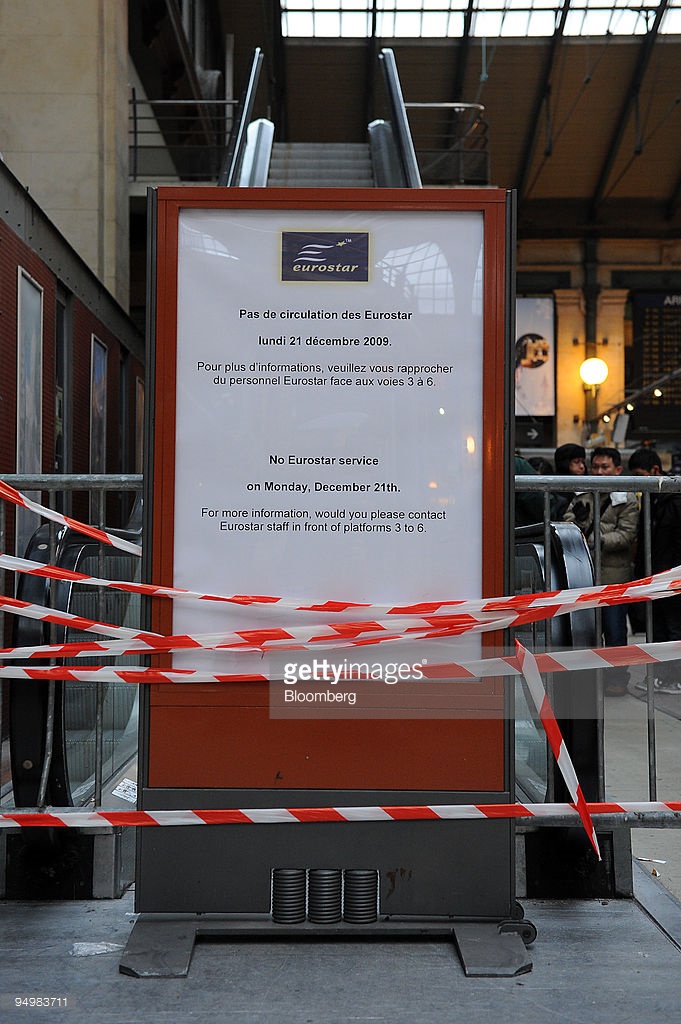 eurostar™
Pas de circulation des Eurostar
lundi 21 décembre 2009.
Pour plus d'informations, veuillez vous rapprocher
du personnel Eurostar face aux voies 3 à 6.
No Eurostar service
on Monday, December 21th.
For more information, would you please contact
Eurostar staff in front of platforms 3 to 6.
gettyimages®
Bloomberg
94983711